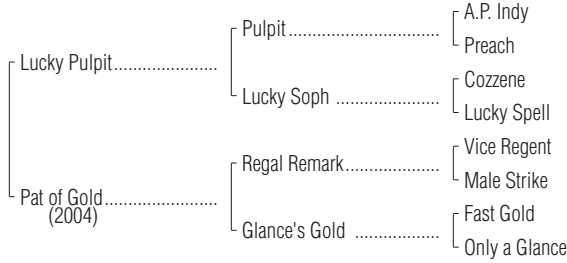 A.P. Indy
Pulpit
Preach
Lucky Pulpit
Cozzene
Lucky Soph
Lucky Spell
Vice Regent
Regal Remark
Male Strike
Pat of Gold
(2004)
Fast Gold
Glance's Gold
Only a Glance